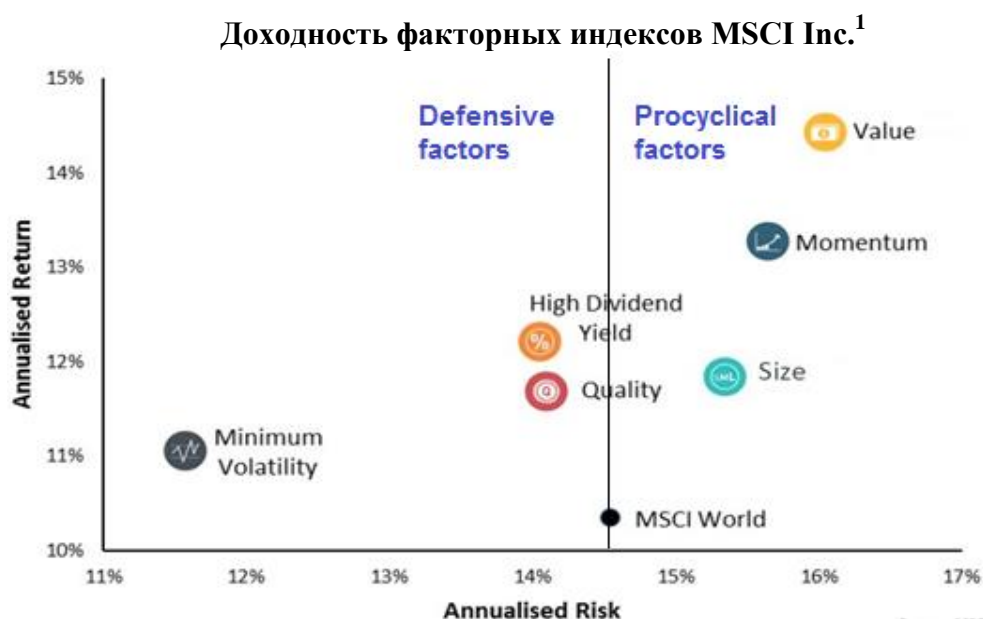 Доходность факторных индексов MSCI Inc.1
15%
Defensive
factors
Procyclical
factors
Value
14%
Momentum
13%
High Dividend
Yield
%
12%
Size
Quality
Q
Minimum
Volatility
11%
MSCI World
10%
Annualised Return
11%
12%
13%
14%
15%
16%
17%
Annualised Risk